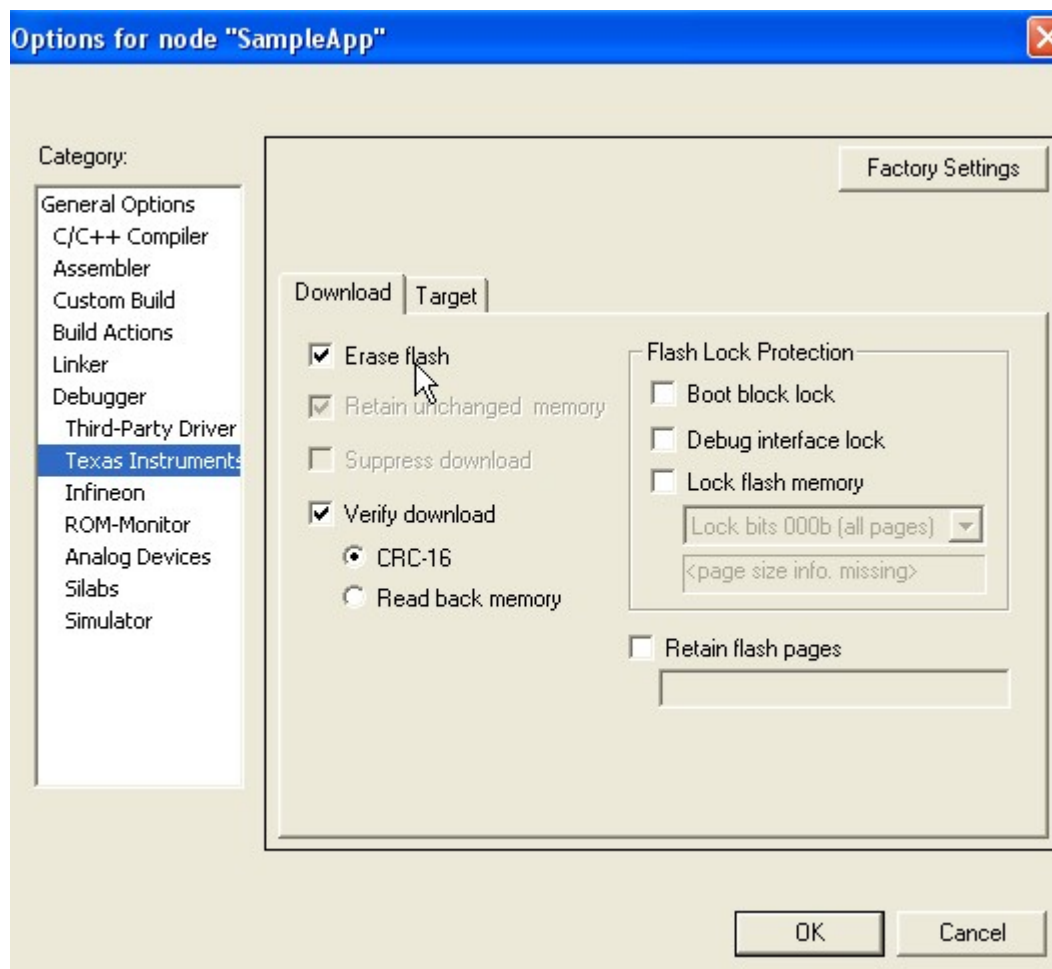 Options for node "SampleApp"
Category:
General Options
C/C++ Compiler
Assembler
Custom Build
Build Actions
Linker
Debugger
Third-Party Driver
Texas Instruments
Infineon
ROM-Monitor
Analog Devices
Silabs
Simulator
Factory Settings
Download
Target
Erase flash
Retain unchanged memory
Suppress download
Verify download
CRC-16
Read back memory
Flash Lock Protection
Boot block lock
Debug interface lock
Lock flash memory
Lock bits 000b (all pages)
<page size info. missing>
Retain flash pages
OK
Cancel